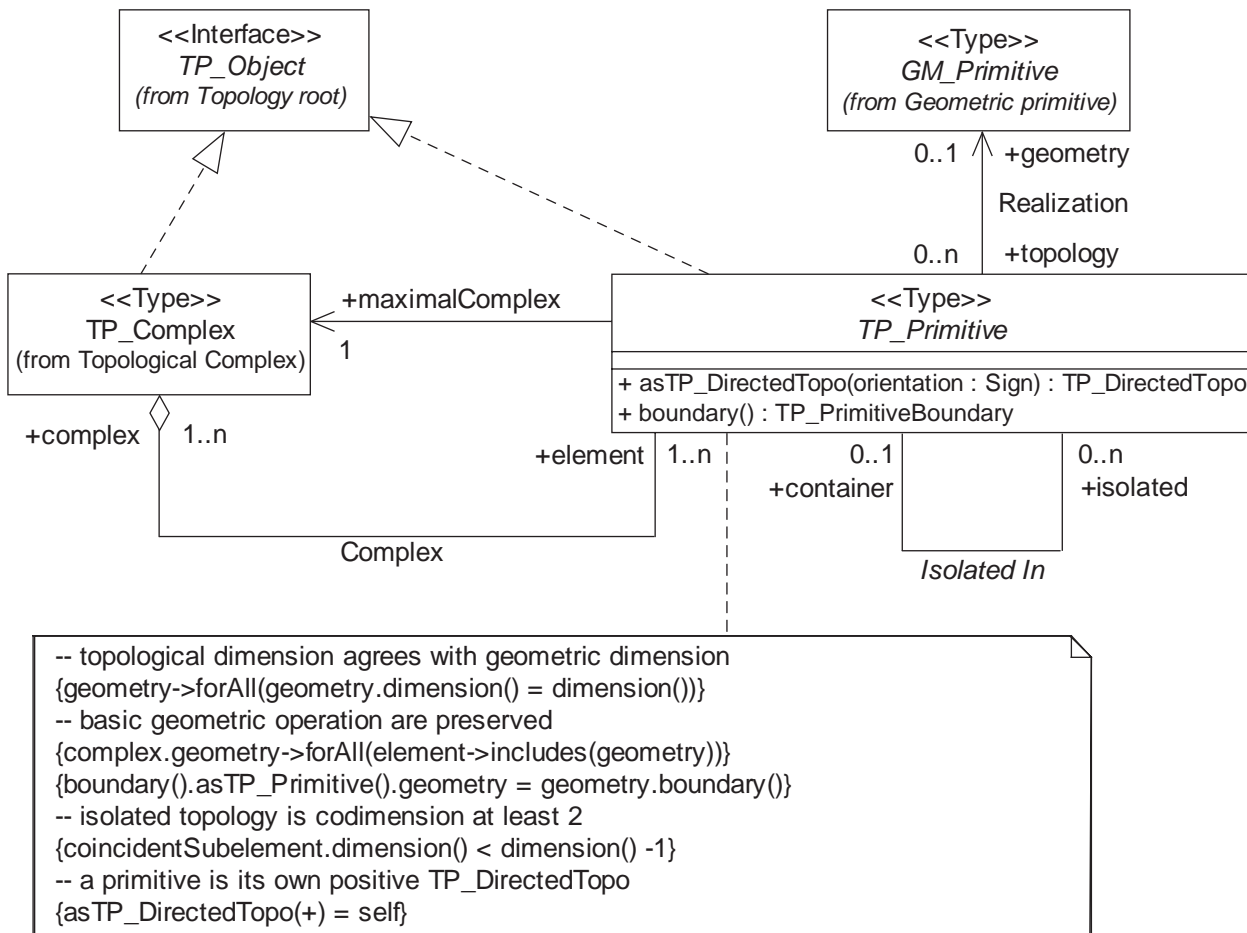 <<Interface>>
TP_Object
(from Topology root)
<<Type>>
GM_Primitive
(from Geometric primitive)
0..1
+geometry
Realization
0..n
+topology
<<Type>>
TP_Complex
(from Topological Complex)
+maximalComplex
1
<<Type>>
TP_Primitive
+ asTP_DirectedTopo(orientation : Sign) : TP_DirectedTopo
+ boundary() : TP_PrimitiveBoundary
+complex
1..n
+element
1..n
0..1
+container
0..n
+isolated
Complex
Isolated In
-- topological dimension agrees with geometric dimension
{geometry->forAll(geometry.dimension() = dimension())}
-- basic geometric operation are preserved
{complex.geometry->forAll(element->includes(geometry))}
{boundary().asTP_Primitive().geometry = geometry.boundary()}
-- isolated topology is codimension at least 2
{coincidentSubelement.dimension() < dimension() -1}
-- a primitive is its own positive TP_DirectedTopo
{asTP_DirectedTopo(+) = self}